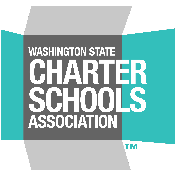 WASHINGTON STATE
CHARTER
SCHOOLS
ASSOCIATION
TM